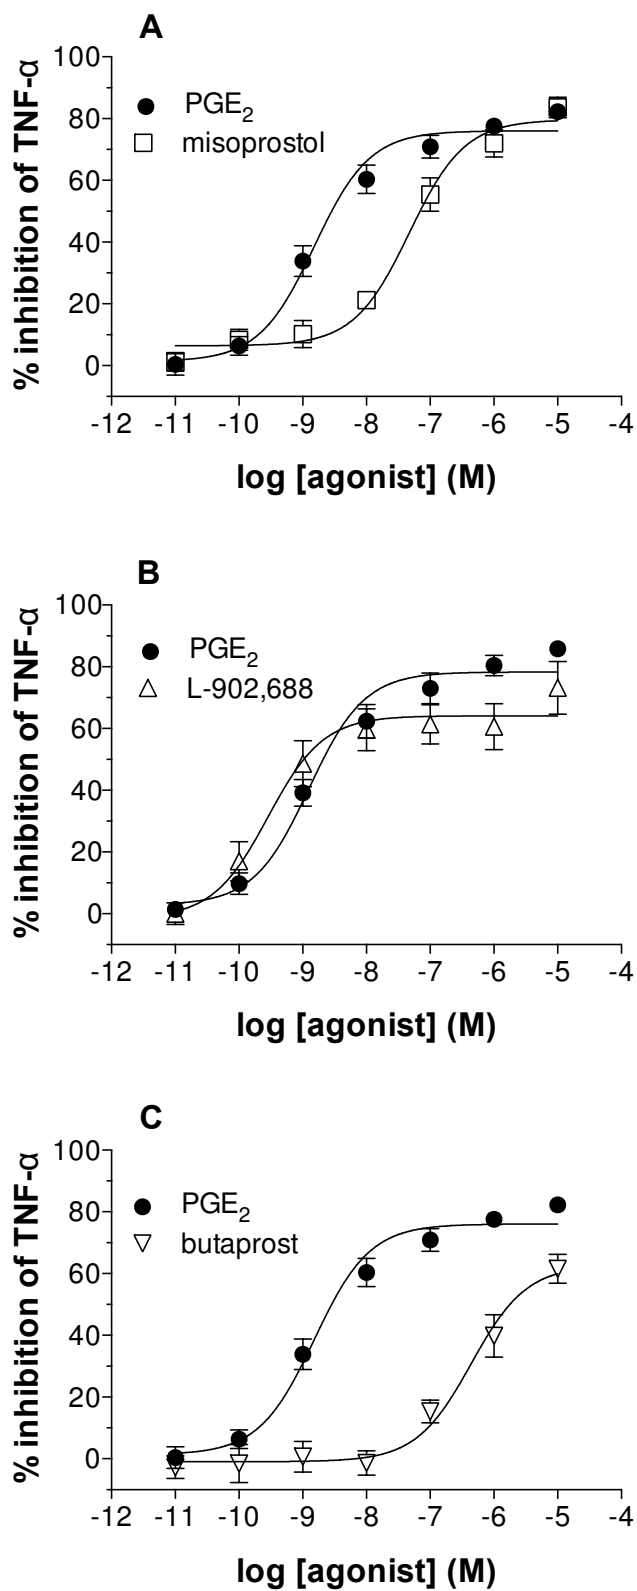 A
% inhibition of TNF-α
100
80
60
40
20
0
PGE2
misoprostol
-12 -11 -10 -9 -8 -7 -6 -5 -4
log [agonist] (M)
B
% inhibition of TNF-α
100
80
60
40
20
0
PGE2
L-902,688
-12 -11 -10 -9 -8 -7 -6 -5 -4
log [agonist] (M)
C
% inhibition of TNF-α
100
80
60
40
20
0
PGE2
butaprost
-12 -11 -10 -9 -8 -7 -6 -5 -4
log [agonist] (M)